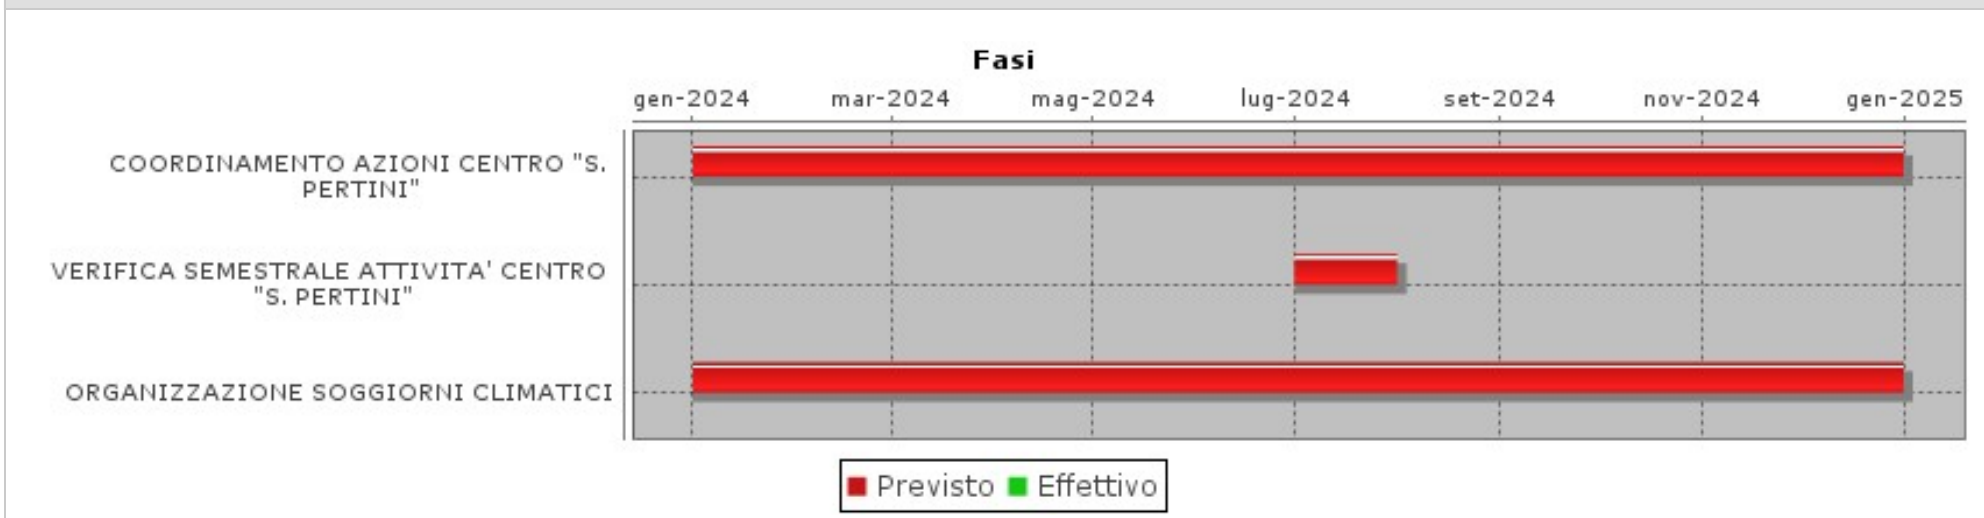 Fasi
gen-2024 mar-2024 mag-2024 lug-2024 set-2024 nov-2024 gen-2025
COORDINAMENTO AZIONI CENTRO "S.
PERTINI"
VERIFICA SEMESTRALE ATTIVITA' CENTRO
"S. PERTINI"
ORGANIZZAZIONE SOGGIORNI CLIMATICI
Previsto Effettivo